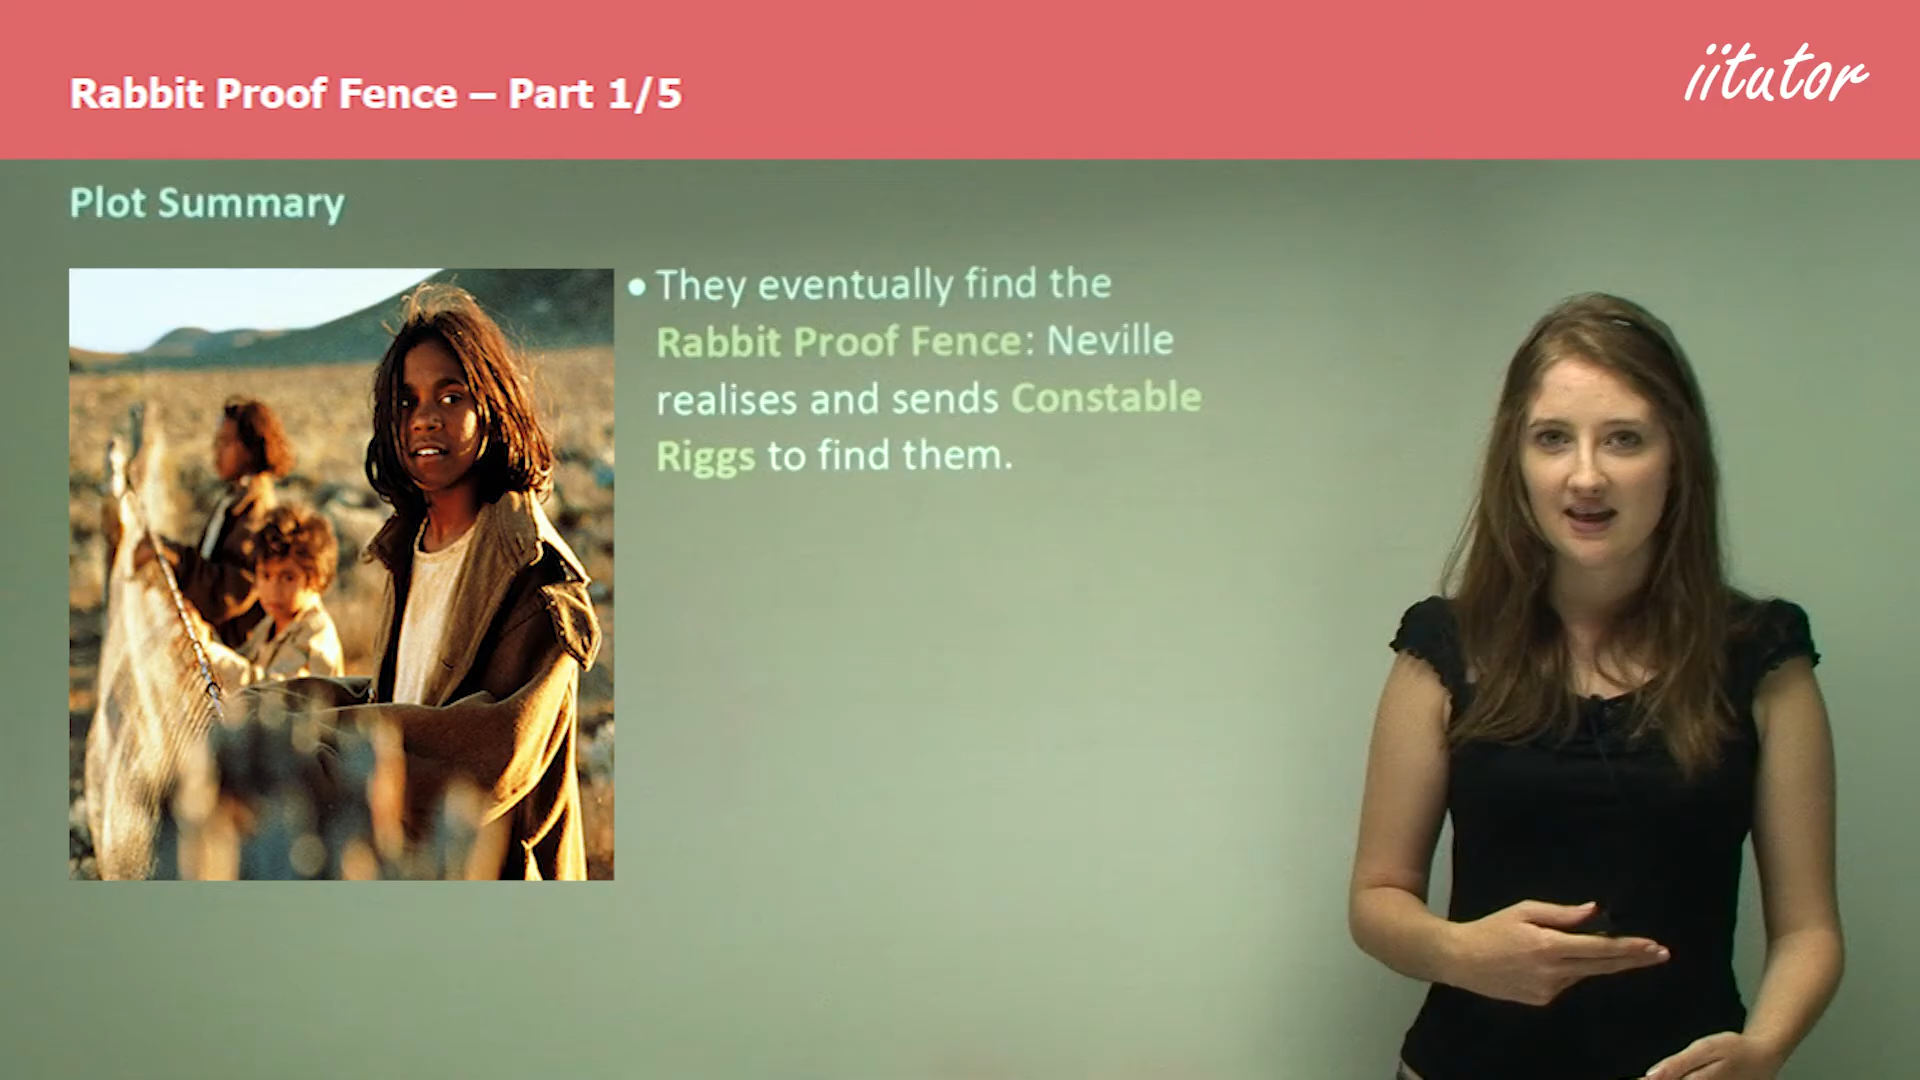 Rabbit Proof Fence – Part 1/5
iitutor
Plot Summary
• They eventually find the
Rabbit Proof Fence: Neville
realises and sends Constable
Riggs to find them.